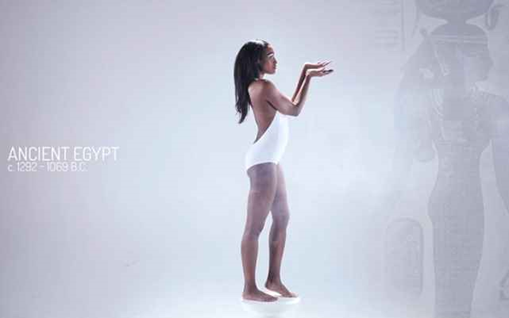 ANCIENT EGYPT
c. 1292 - 1069 B.C.